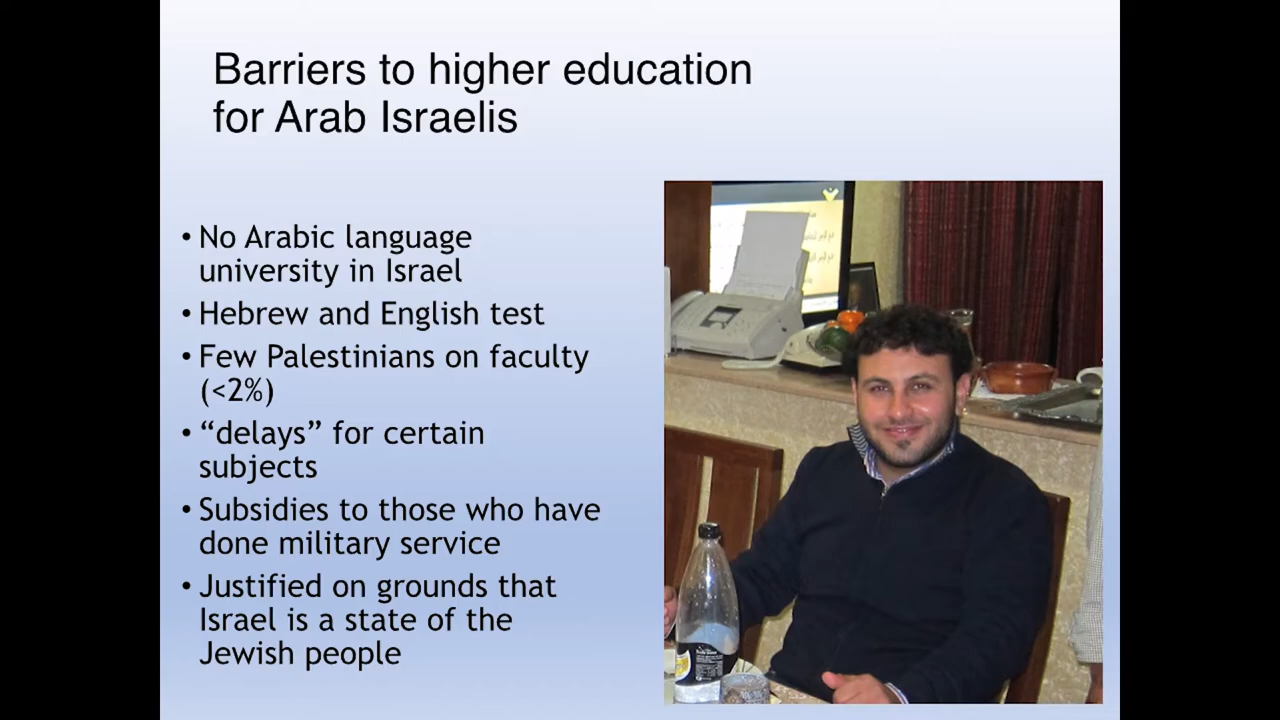 Barriers to higher education
for Arab Israelis
• No Arabic language
university in Israel
• Hebrew and English test
• Few Palestinians on faculty
(<2%)
• “delays” for certain
subjects
• Subsidies to those who have
done military service
• Justified on grounds that
Israel is a state of the
Jewish people